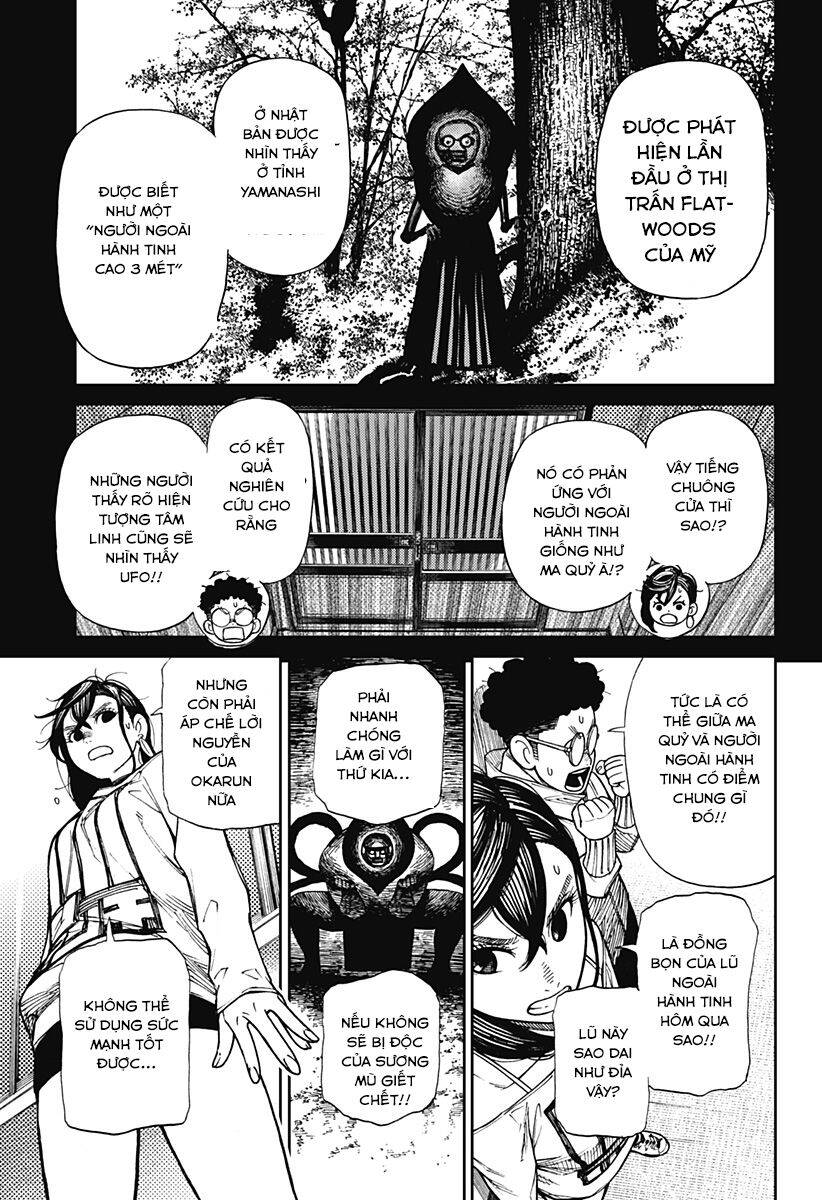 ĐƯỢC PHÁT
HIỆN LẦN
ĐẦU Ở THỊ
TRẤN FLAT-
WOODS
CỦA MỸ
Ở NHẬT
BẢN ĐƯỢC
NHÌN THẤY
Ở TỈNH
YAMANASHI
ĐƯỢC BIẾT
NHƯ MỘT
"NGƯỜI NGOÀI
HÀNH TINH
CAO 3 MÉT"
VẬY TIẾNG
CHUÔNG
CỬA THÌ
SAO!?
NÓ CÓ PHẢN
ỨNG VỚI
NGƯỜI NGOÀI
HÀNH TINH
GIỐNG NHƯ
MA QUỶ À!?
CÓ KẾT
QUẢ NGHIÊN
CỨU CHO
RẰNG
NHỮNG NGƯỜI
THẤY RÕ HIỆN
TƯỢNG TÂM
LINH CŨNG SẼ
NHÌN THẤY
UFO!!
TỨC LÀ CÓ
THỂ GIỮA MA
QUỶ VÀ NGƯỜI
NGOÀI HÀNH
TINH CÓ ĐIỂM
CHUNG GÌ
ĐÓ!!
LÀ ĐỒNG
BỌN CỦA LŨ
NGOÀI
HÀNH TINH
HÔM QUA
SAO!!
LŨ NÀY
SAO DAI
NHƯ ĐỈA
VẬY?
PHẢI
NHANH
CHÓNG
LÀM GÌ VỚI
THỨ KIA...
NẾU KHÔNG
SẼ BỊ ĐỘC
CỦA SƯƠNG
MÙ GIẾT
CHẾT!!
NHƯNG
CÒN PHẢI
ÁP CHẾ LỜI
NGUYỀN
CỦA
OKARUN
NỮA
KHÔNG THỂ
SỬ DỤNG SỨC
MẠNH TỐT
ĐƯỢC...